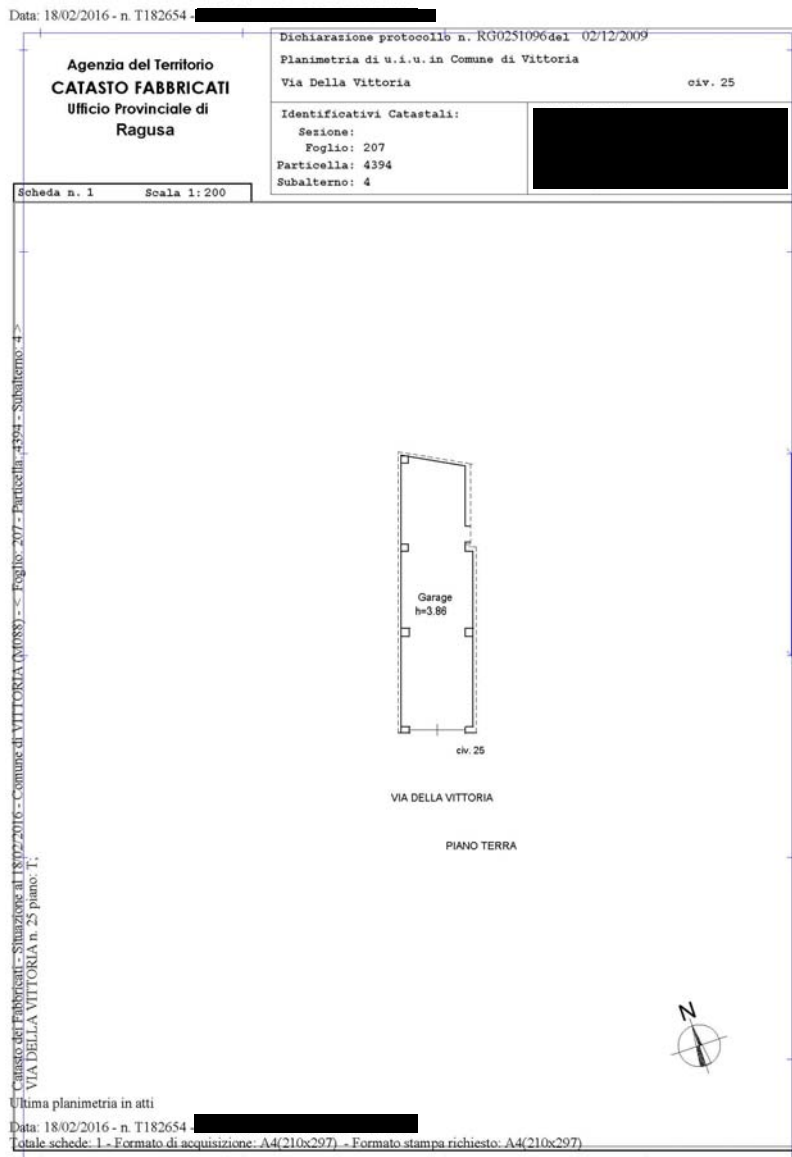 Data: 18/02/2016 - n. T182654 -
Agenzia del Territorio
CATASTO FABBRICATI
Ufficio Provinciale di
Ragusa
Dichiarazione protocollo n. RG0251096del 02/12/2009
Planimetria di u.i.u. in Comune di Vittoria
Via Della Vittoria civ. 25
Identificativi Catastali:
Sezione:
Foglio: 207
Particella: 4394
Subalterno: 4
Scheda n. 1 Scala 1:200
Garage
h=3.86
civ. 25
VIA DELLA VITTORIA
PIANO TERRA
N
Catasto dei Fabbricati - Situazione al 18/02/2016 - Comune di VITTORIA (M088) - < Foglio: 207 - Particella: 4394 - Subalterno: 4 >
VIA DELLA VITTORIA n. 25 piano: T;
Ultima planimetria in atti
Data: 18/02/2016 - n. T182654 -
Totale schede: 1 - Formato di acquisizione: A4(210x297) - Formato stampa richiesto: A4(210x297)